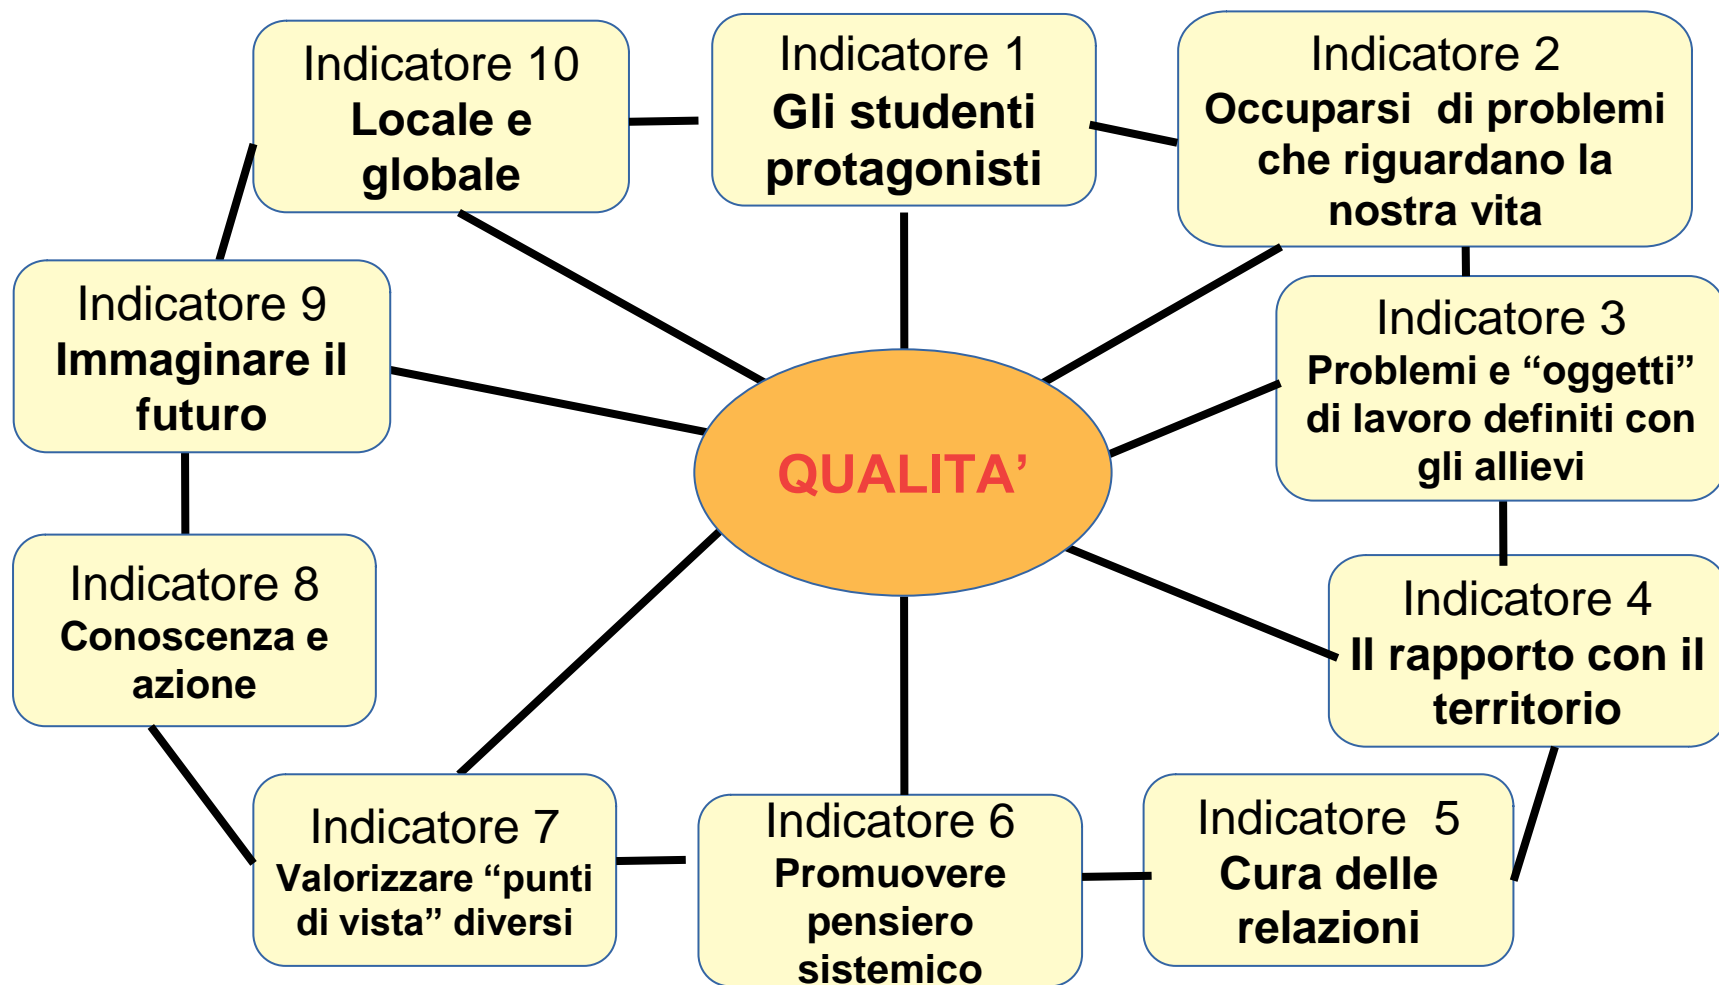 Indicatore 10
Locale e
globale
Indicatore 1
Gli studenti
protagonisti
Indicatore 2
Occuparsi  di problemi
che riguardano la
nostra vita
Indicatore 9
Immaginare il
futuro
Indicatore 3
Problemi e “oggetti”
di lavoro definiti con
gli allievi
QUALITA’
Indicatore 8
Conoscenza e
azione
Indicatore 4
Il rapporto con il
territorio
Indicatore 7
Valorizzare “punti
di vista” diversi
Indicatore 6
Promuovere
pensiero
sistemico
Indicatore  5
Cura delle
relazioni